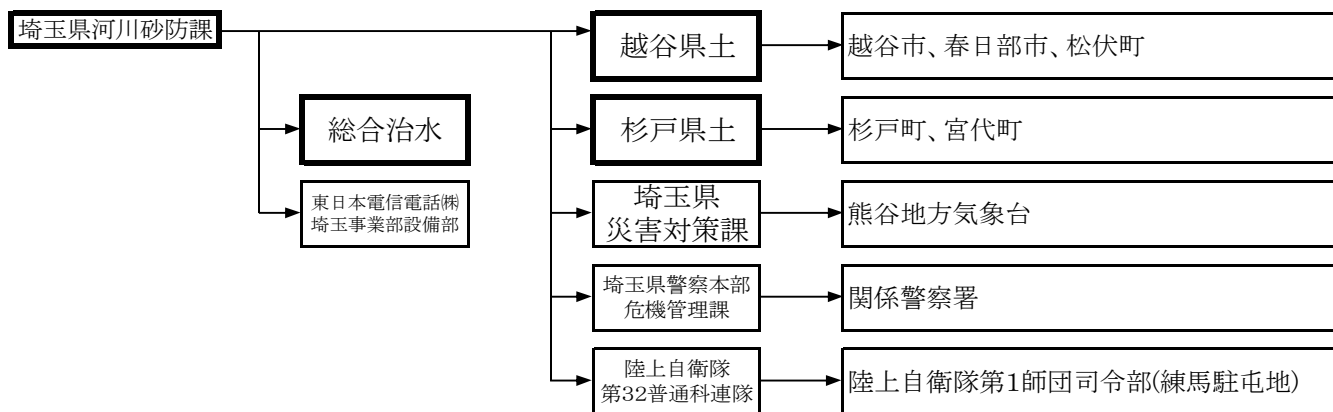 埼玉県河川砂防課
越谷県土
越谷市、春日部市、松伏町
総合治水
杉戸県土
杉戸町、宮代町
東日本電信電話㈱
埼玉事業部設備部
埼玉県
災害対策課
熊谷地方気象台
埼玉県警察本部
危機管理課
関係警察署
陸上自衛隊
第32普通科連隊
陸上自衛隊第1師団司令部(練馬駐屯地)